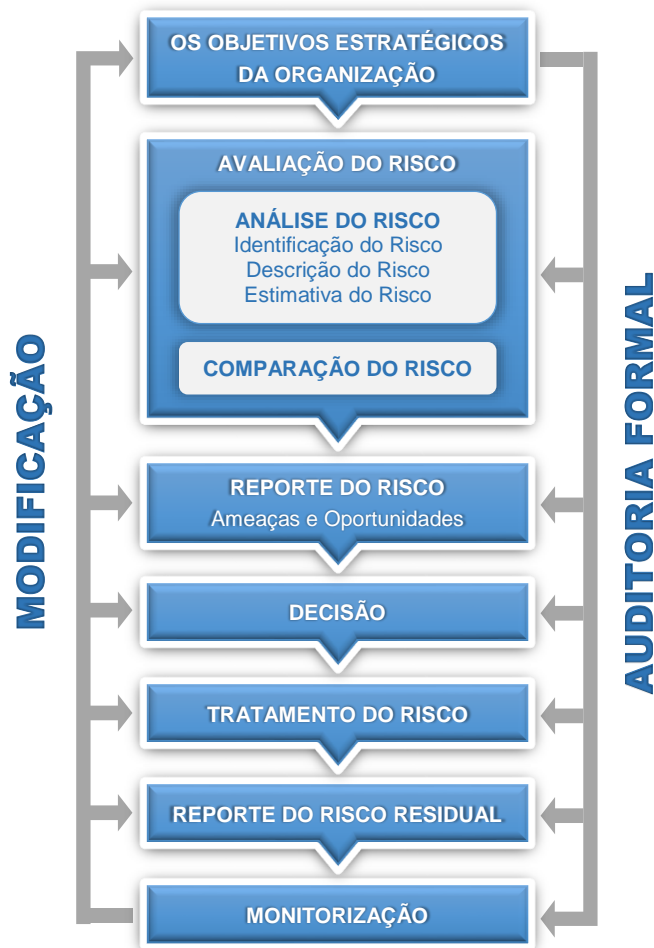 OS OBJETIVOS ESTRATÉGICOS
DA ORGANIZAÇÃO
AVALIAÇÃO DO RISCO
ANÁLISE DO RISCO
Identificação do Risco
Descrição do Risco
Estimativa do Risco
COMPARAÇÃO DO RISCO
REPORTE DO RISCO
Ameaças e Oportunidades
DECISÃO
TRATAMENTO DO RISCO
REPORTE DO RISCO RESIDUAL
MONITORIZAÇÃO
MODIFICAÇÃO
AUDITORIA FORMAL